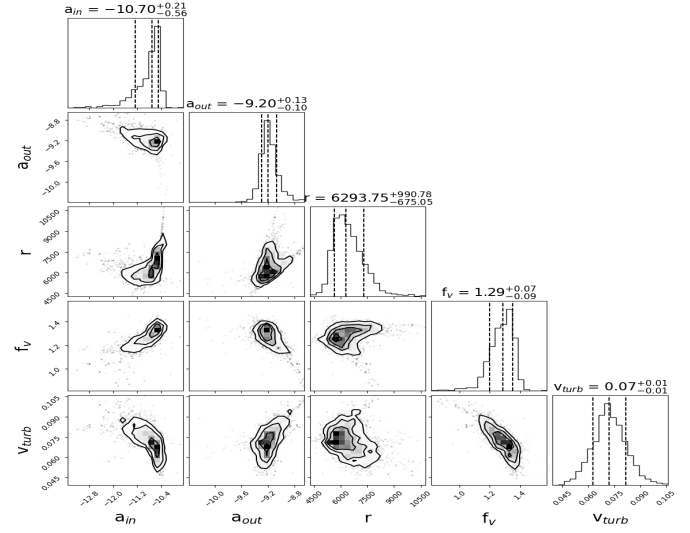 a_in = −10.70^{+0.21}_{−0.56}
a_out = −9.20^{+0.13}_{−0.10}
−8.8
−9.2
−9.6
−10.0
a_out
r = 6293.75^{+990.78}_{−675.05}
10500
9000
7500
6000
4500
r
f_v = 1.29^{+0.07}_{−0.09}
1.4
1.2
1.0
f_v
v_turb = 0.07^{+0.01}_{−0.01}
0.105
0.090
0.075
0.060
0.045
v_turb
−12.8 −12.0 −11.2 −10.4
−10.0 −9.6 −9.2 −8.8
4500 6000 7500 9000 10500
1.0 1.2 1.4
0.045 0.060 0.075 0.090 0.105
a_in a_out r f_v v_turb